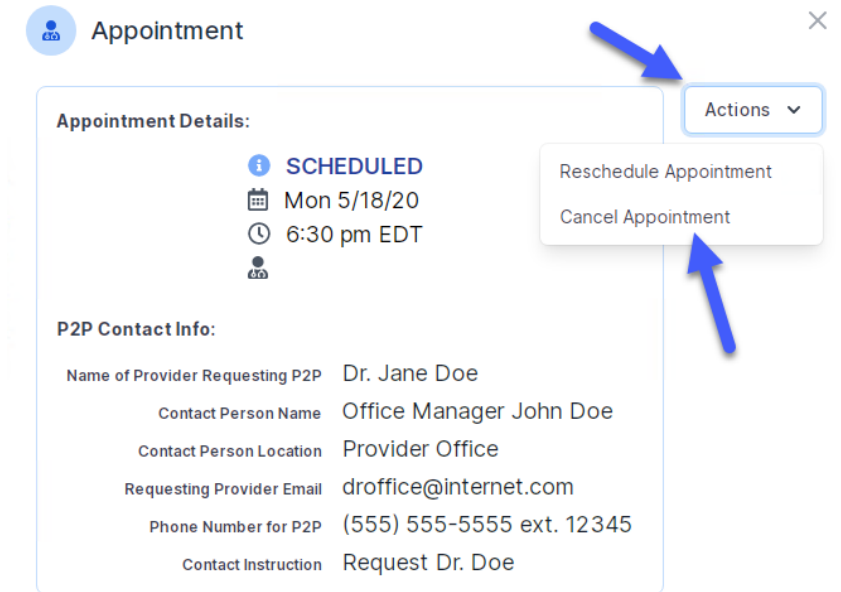 Appointment
Actions
Reschedule Appointment
Cancel Appointment
Appointment Details:
SCHEDULED
Mon 5/18/20
6:30 pm EDT
P2P Contact Info:
Name of Provider Requesting P2P Dr. Jane Doe
Contact Person Name Office Manager John Doe
Contact Person Location Provider Office
Requesting Provider Email droffice@internet.com
Phone Number for P2P (555) 555-5555 ext. 12345
Contact Instruction Request Dr. Doe